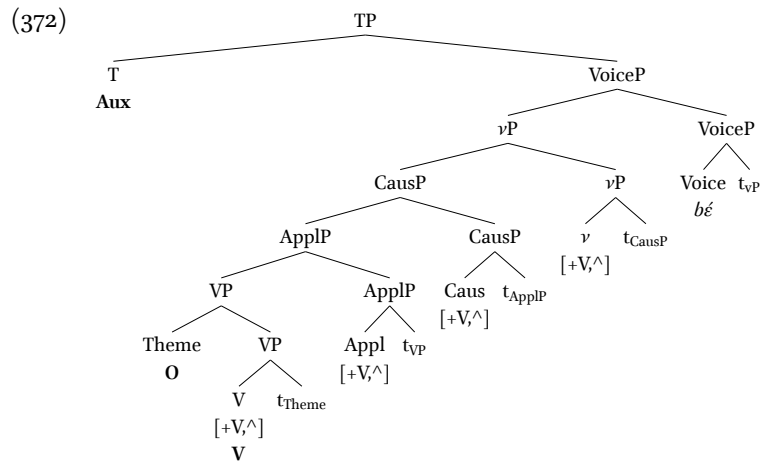 (372) TP
T VoiceP
Aux
νP VoiceP
CausP νP Voice t_vP
bɛ́
ApplP CausP ν t_CausP
[+V,^]
VP ApplP Caus t_ApplP
[+V,^]
Theme VP Appl t_VP
O [+V,^]
V t_Theme
[+V,^]
V